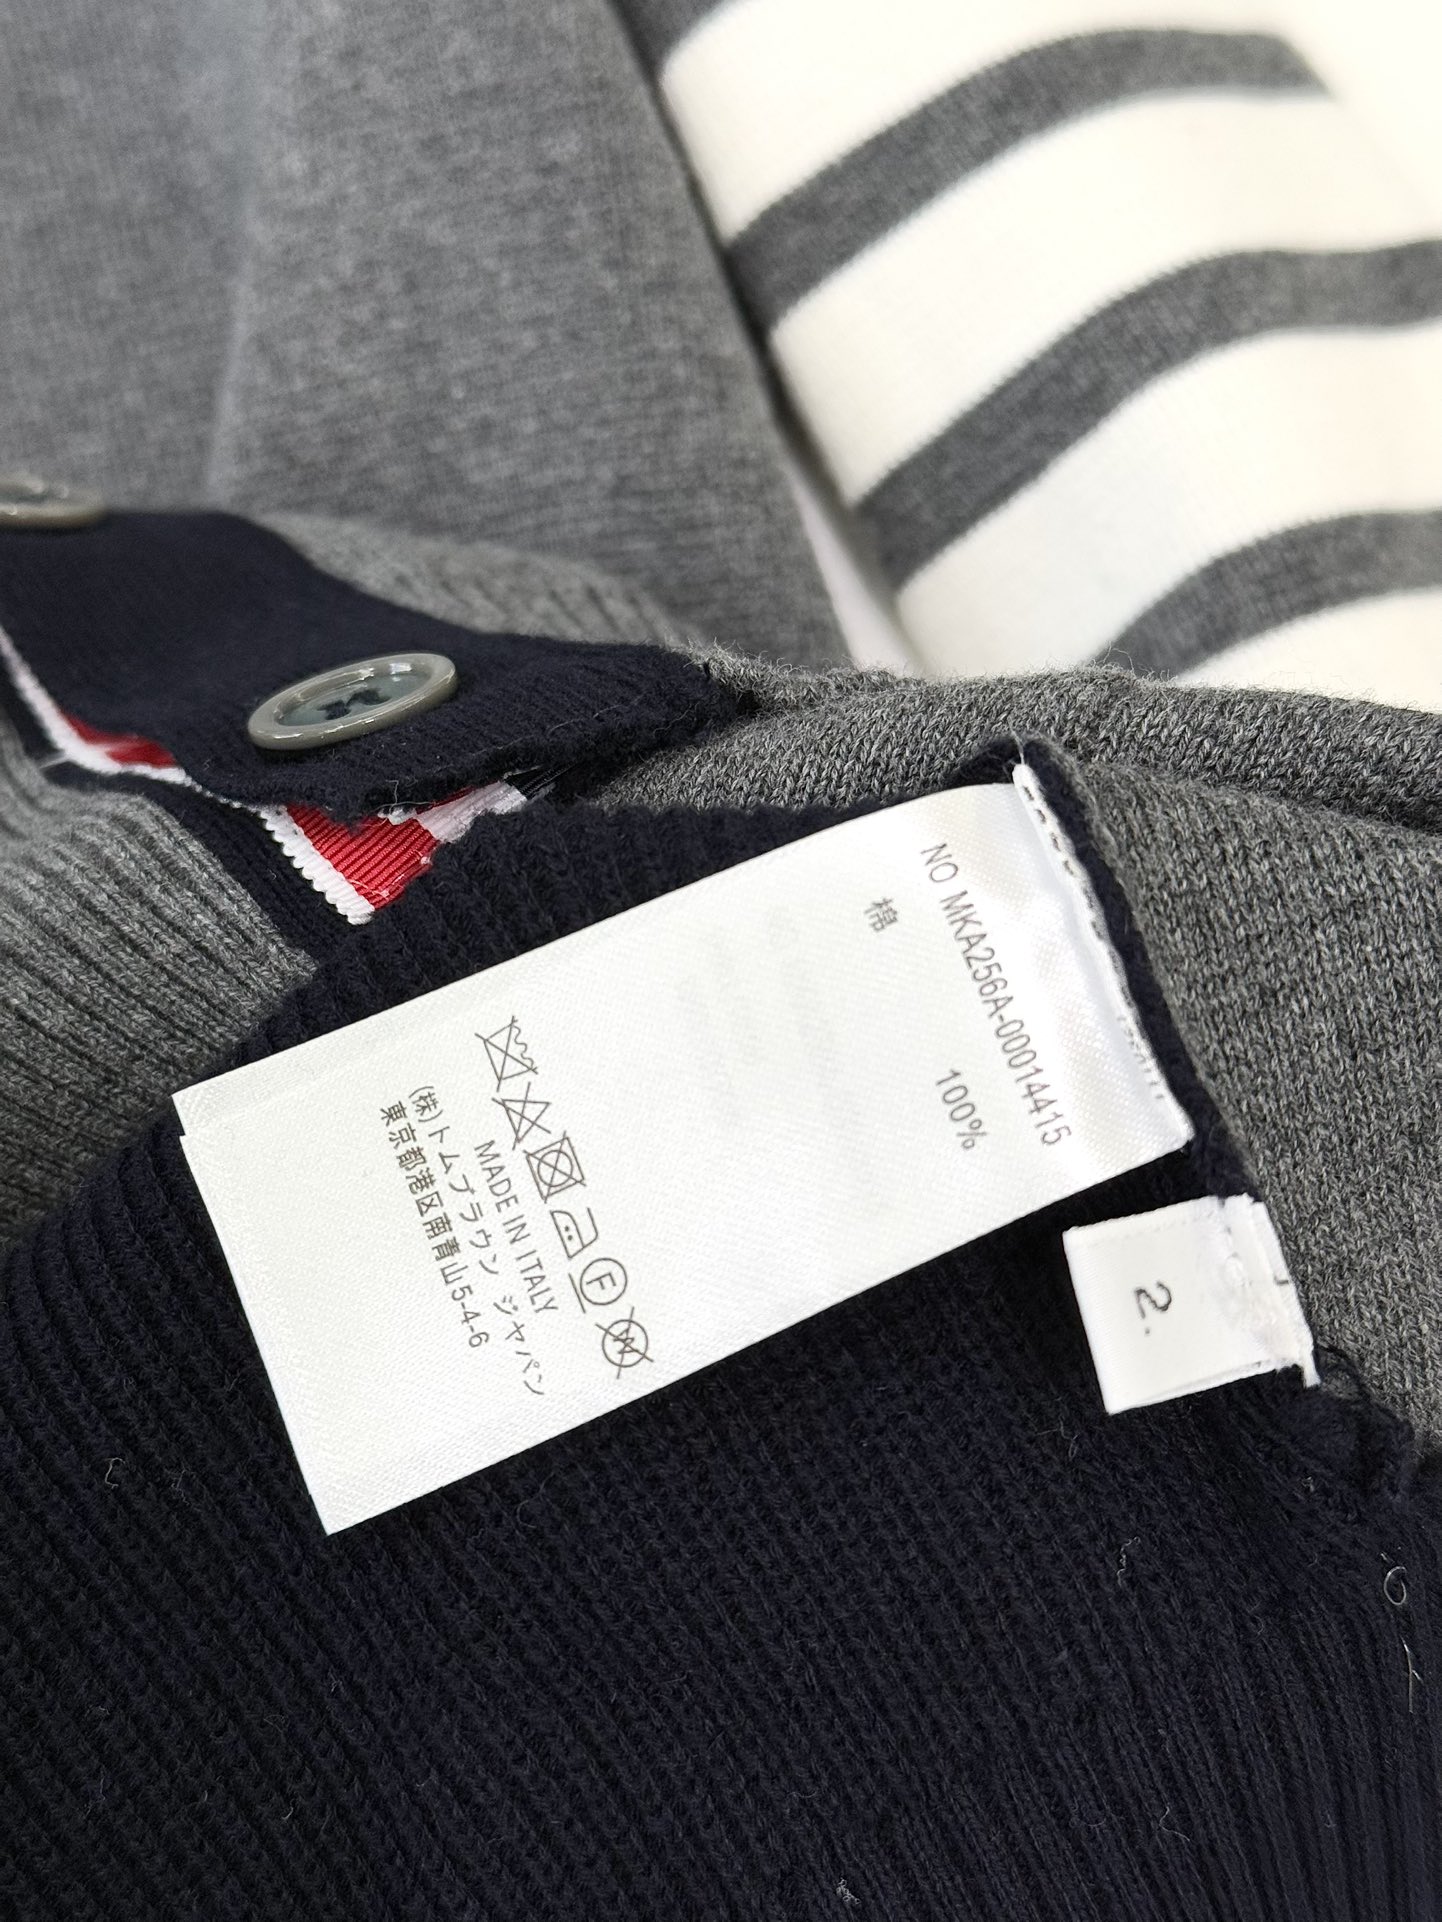 NO MKA256A-00014415
棉 100%
MADE IN ITALY
(株)トムブラウン ジャパン
東京都港区南青山5-4-6
2.